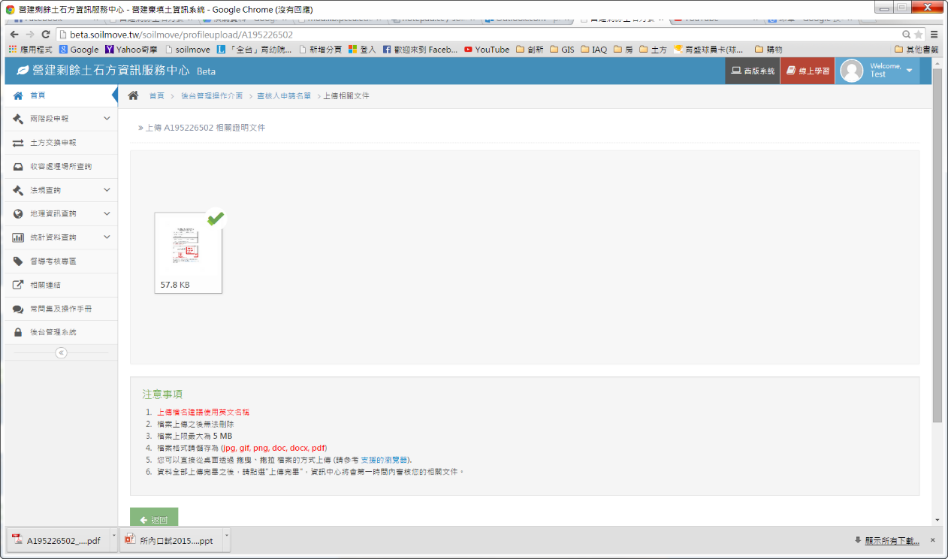 營建剩餘土石方資訊服務中心 - 營建棄填土資訊系統 - Google Chrome (沒有回應)
beta.soilmove.tw/soilmove/profileupload/A195226502
應用程式 Google Yahoo奇摩 soilmove 「全台」育幼院... 新增分頁 登入 歡迎來到 Faceb... YouTube 創新 GIS IAQ 房 土方 育盛球員卡(球... 購物 其他書籤
營建剩餘土石方資訊服務中心 Beta 舊版系統 線上學習 Welcome, Test
首頁 首頁 > 後台管理操作介面 > 審核人申請名單 > 上傳相關文件
兩階段申報
» 上傳 A195226502 相關證明文件
土方交換申報
收容處理場所查詢
法規查詢
地理資訊查詢
統計資料查詢
督導考核專區
57.8 KB
相關連結
常問集及操作手冊
後台管理系統
注意事項
1. 上傳檔名建議使用英文名稱
2. 檔案上傳之後無法刪除
3. 檔案上限最大為 5 MB
4. 檔案格式請儲存為 (jpg, gif, png, doc, docx, pdf)
5. 您可以直接從桌面透過 拖曳、拖拉 檔案的方式上傳 (請參考 支援的瀏覽器).
6. 資料全部上傳完畢之後，請點選"上傳完畢"，資訊中心將會第一時間內審核您的相關文件。
返回
A195226502_....pdf 所內口試2015....ppt 顯示所有下載...